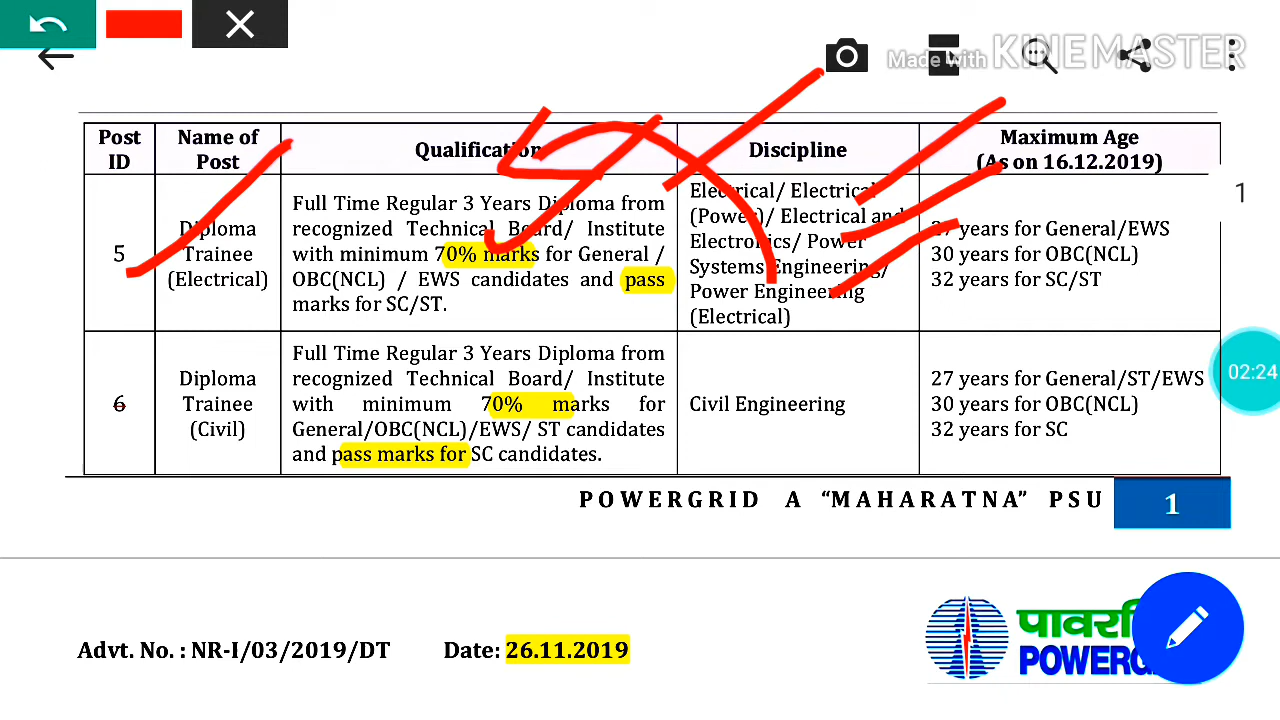 Made with KINEMASTER
Post ID
Name of Post
Qualification
Discipline
Maximum Age
(As on 16.12.2019)
1
5
Diploma
Trainee
(Electrical)
Full Time Regular 3 Years Diploma from
recognized Technical Board/ Institute
with minimum 70% marks for General /
OBC(NCL) / EWS candidates and pass
marks for SC/ST.
Electrical/ Electrical
(Power)/ Electrical and
Electronics/ Power
Systems Engineering/
Power Engineering
(Electrical)
27 years for General/EWS
30 years for OBC(NCL)
32 years for SC/ST
6
Diploma
Trainee
(Civil)
Full Time Regular 3 Years Diploma from
recognized Technical Board/ Institute
with minimum 70% marks for
General/OBC(NCL)/EWS/ ST candidates
and pass marks for SC candidates.
Civil Engineering
27 years for General/ST/EWS
30 years for OBC(NCL)
32 years for SC
02:24
POWERGRID A “MAHARATNA” PSU
1
Advt. No. : NR-I/03/2019/DT Date: 26.11.2019